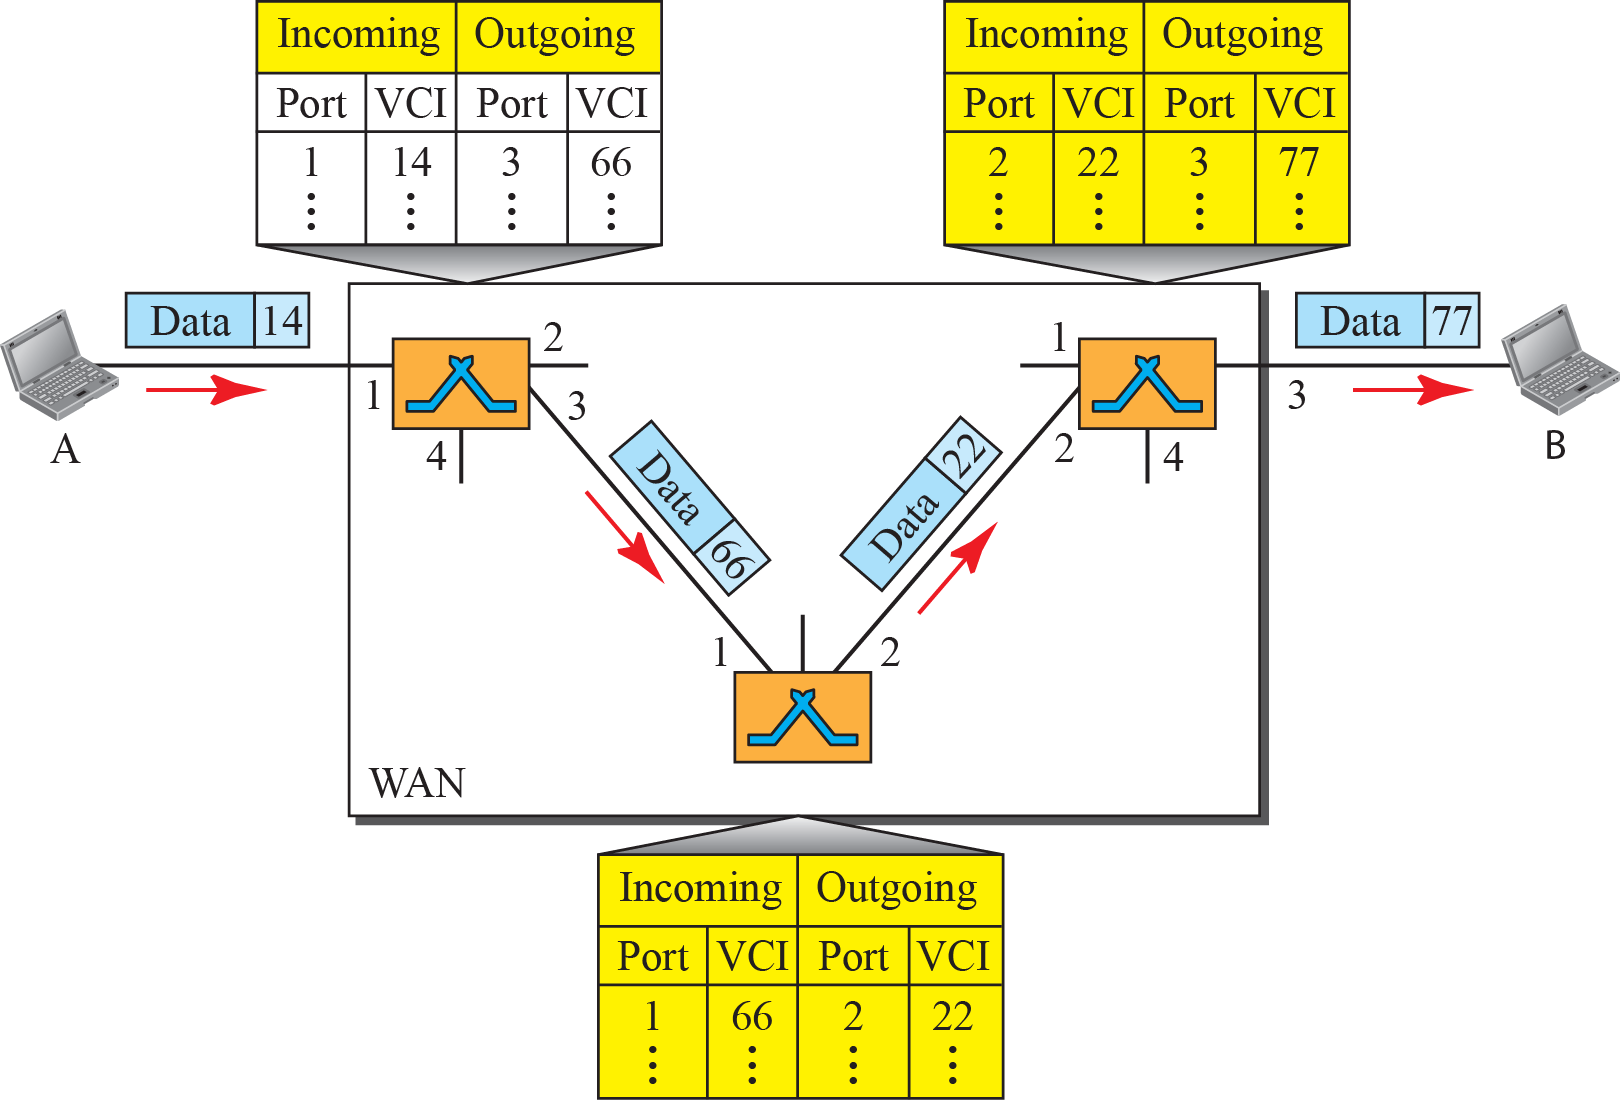 Incoming Outgoing
Port VCI Port VCI
1 14 3 66
Incoming Outgoing
Port VCI Port VCI
2 22 3 77
Data 14
Data 77
A
B
1
2
3
4
Data 66
Data 22
1
2
3
4
1
2
WAN
Incoming Outgoing
Port VCI Port VCI
1 66 2 22